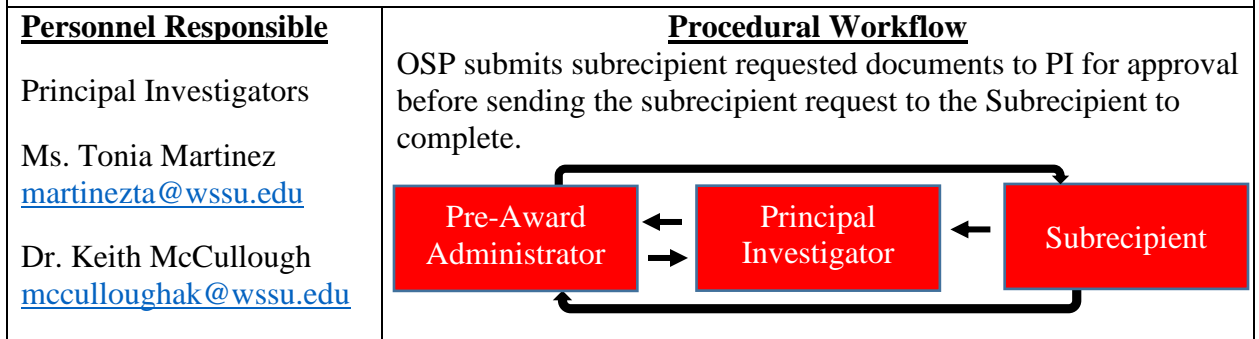 Personnel Responsible
Principal Investigators
Ms. Tonia Martinez
martinezta@wssu.edu
Dr. Keith McCullough
mcculloughak@wssu.edu
Procedural Workflow
OSP submits subrecipient requested documents to PI for approval
before sending the subrecipient request to the Subrecipient to
complete.
Pre-Award
Administrator
Principal
Investigator
Subrecipient